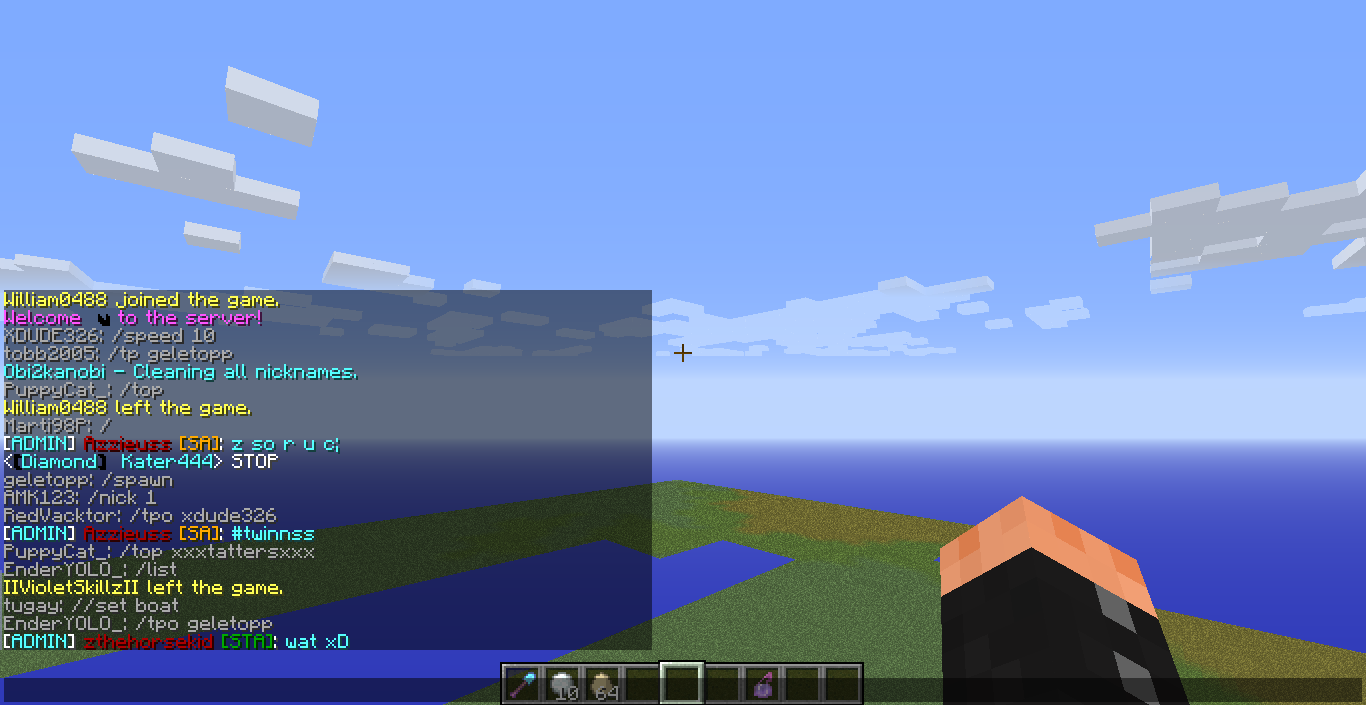 William0488 joined the game.
Welcome w to the server!
XDUDE326: /speed 10
tobb2005: /tp geletopp
Obi2kanobi - Cleaning all nicknames.
PuppyCat_: /top
William0488 left the game.
Marti98P: /
[ADMIN] Azzieuss [SA]: z so r u c;
<[Diamond] Kater444> STOP
geletopp: /spawn
AMK123: /nick 1
RedVacktor: /tpo xdude326
[ADMIN] Azzieuss [SA]: #twinnss
PuppyCat_: /top xxxtattersxxx
EnderYOLO_: /list
IIVioletSkillzII left the game.
tugay: //set boat
EnderYOLO_: /tpo geletopp
[ADMIN] zthehorsekid [STA]: wat xD
10 64